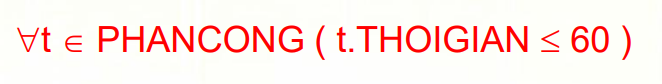 ∀t ∈ PHANCONG ( t.THOIGIAN ≤ 60 )